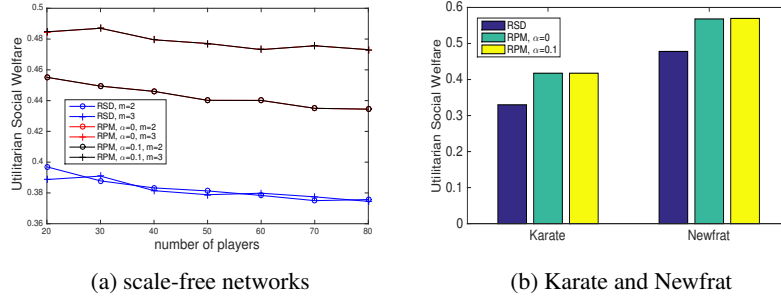 0.5
0.48
0.46
0.44
0.42
0.4
0.38
0.36
Utilitarian Social Welfare
RSD, m=2
RSD, m=3
RPM, α=0, m=2
RPM, α=0, m=3
RPM, α=0.1, m=2
RPM, α=0.1, m=3
20 30 40 50 60 70 80
number of players
(a) scale-free networks
0.6
0.5
0.4
0.3
0.2
0.1
0
Utilitarian Social Welfare
RSD
RPM, α=0
RPM, α=0.1
Karate Newfrat
(b) Karate and Newfrat